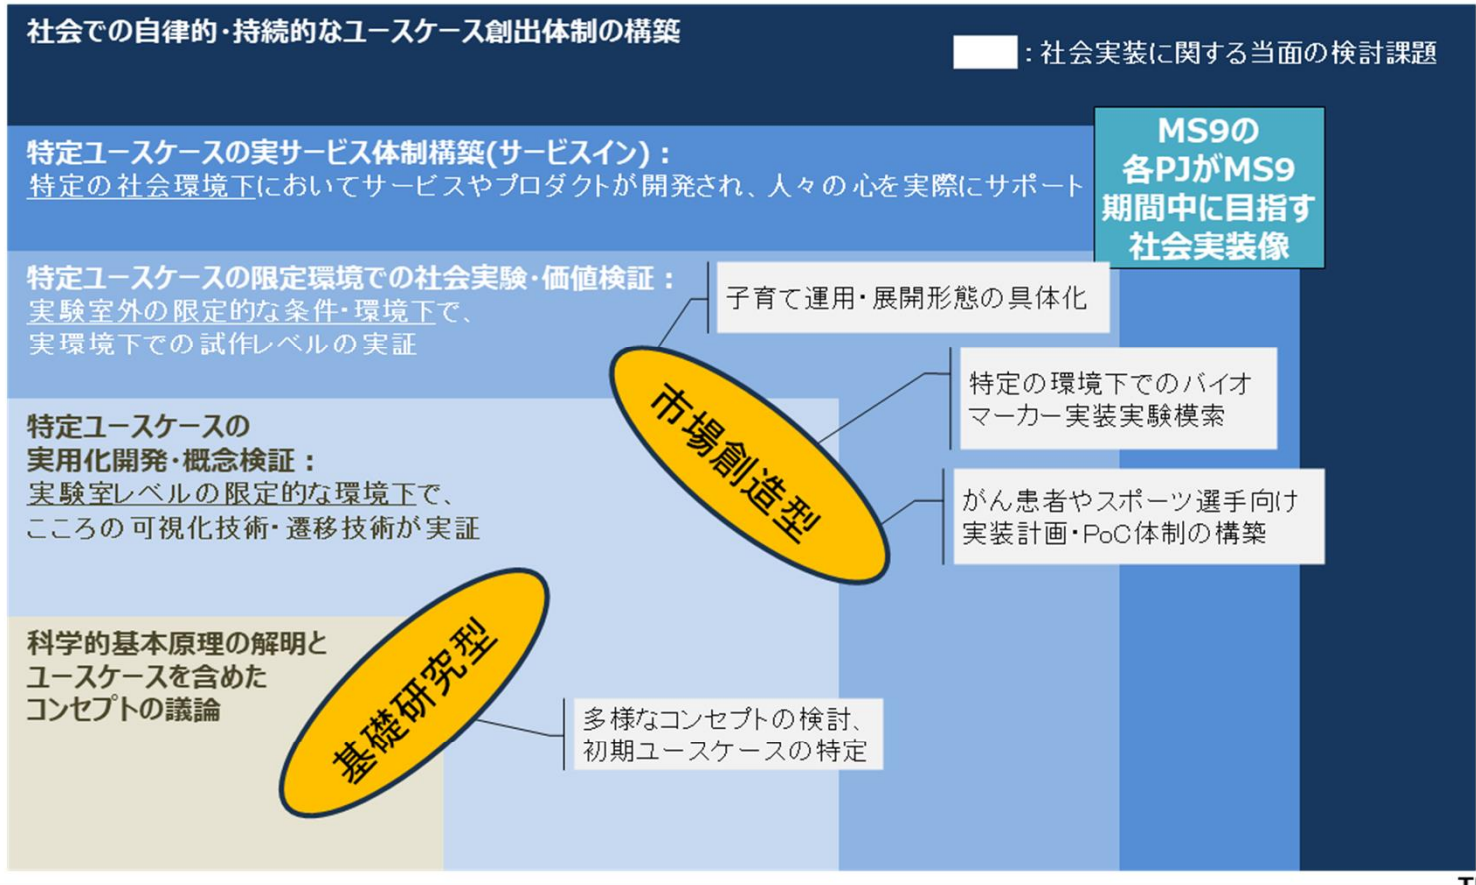 社会での自律的・持続的なユースケース創出体制の構築
：社会実装に関する当面の検討課題
特定ユースケースの実サービス体制構築(サービスイン)：
特定の社会環境下においてサービスやプロダクトが開発され、人々の心を実際にサポート
MS9の
各PJがMS9
期間中に目指す
社会実装像
特定ユースケースの限定環境での社会実験・価値検証：
実験室外の限定的な条件・環境下で、
実環境下での試作レベルの実証
子育て運用・展開形態の具体化
特定の環境下でのバイオ
マーカー実装実験模索
市場創造型
がん患者やスポーツ選手向け
実装計画・PoC体制の構築
特定ユースケースの
実用化開発・概念検証：
実験室レベルの限定的な環境下で、
こころの可視化技術・遷移技術が実証
科学的基本原理の解明と
ユースケースを含めた
コンセプトの議論
基礎研究型
多様なコンセプトの検討、
初期ユースケースの特定